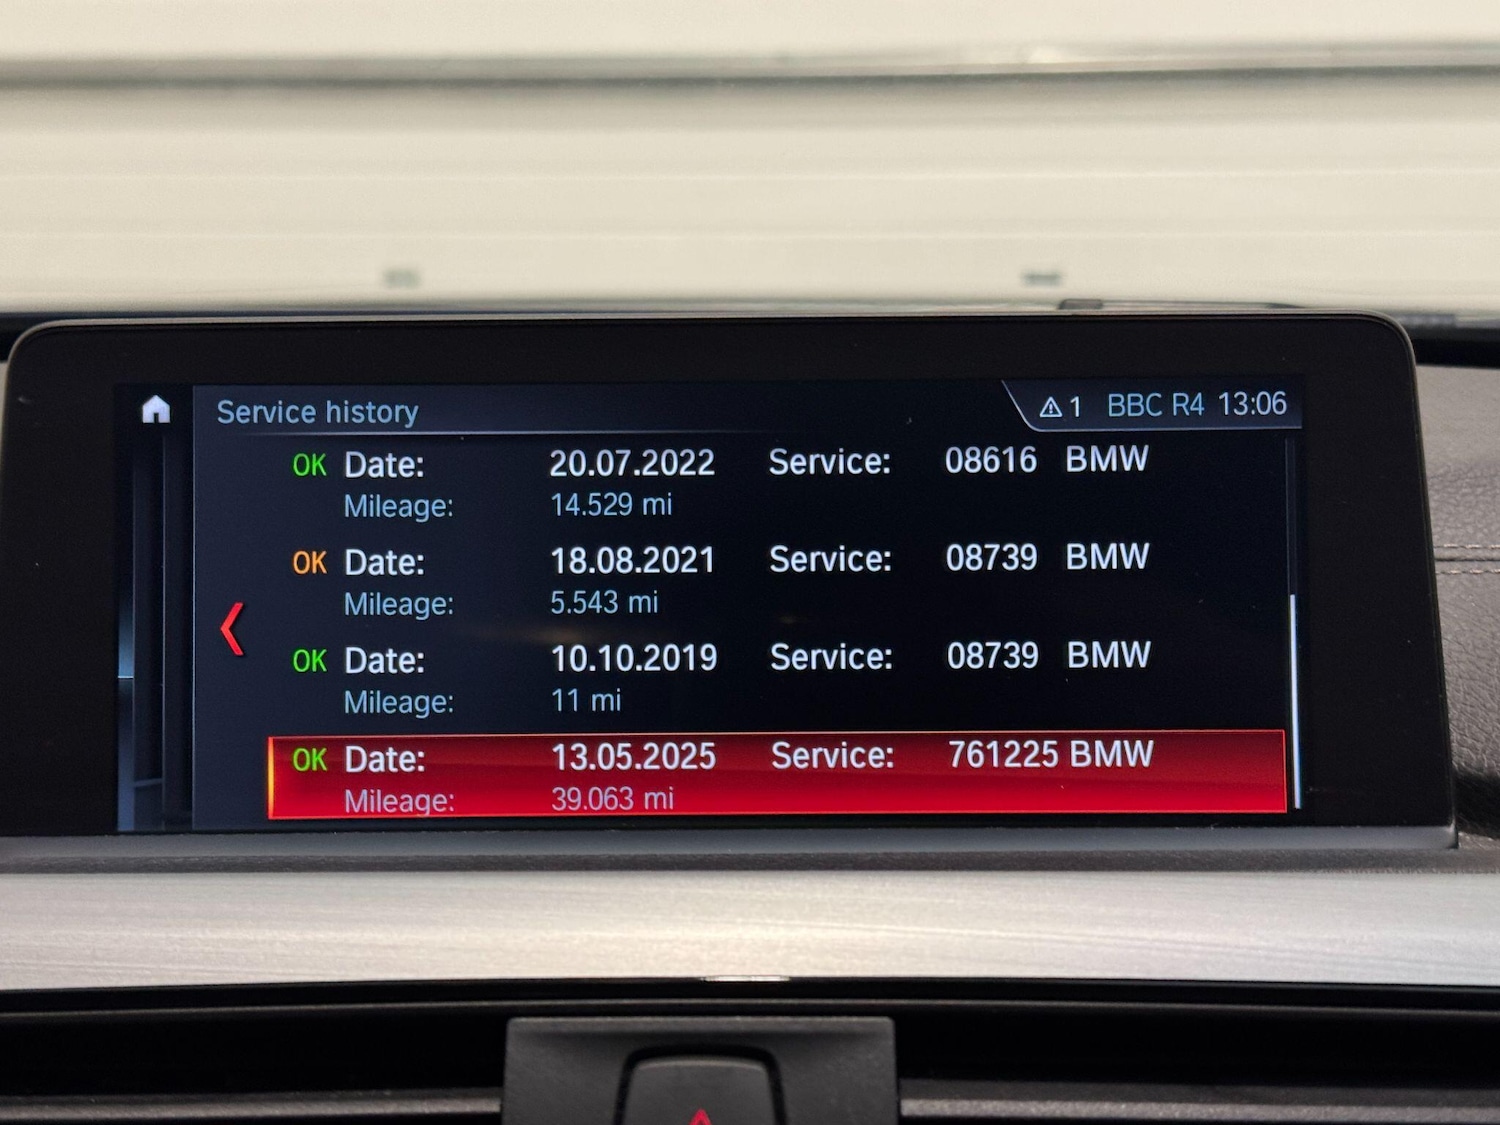 Service history
1 BBC R4 13:06
OK Date: 20.07.2022 Service: 08616 BMW
Mileage: 14.529 mi
OK Date: 18.08.2021 Service: 08739 BMW
Mileage: 5.543 mi
OK Date: 10.10.2019 Service: 08739 BMW
Mileage: 11 mi
OK Date: 13.05.2025 Service: 761225 BMW
Mileage: 39.063 mi